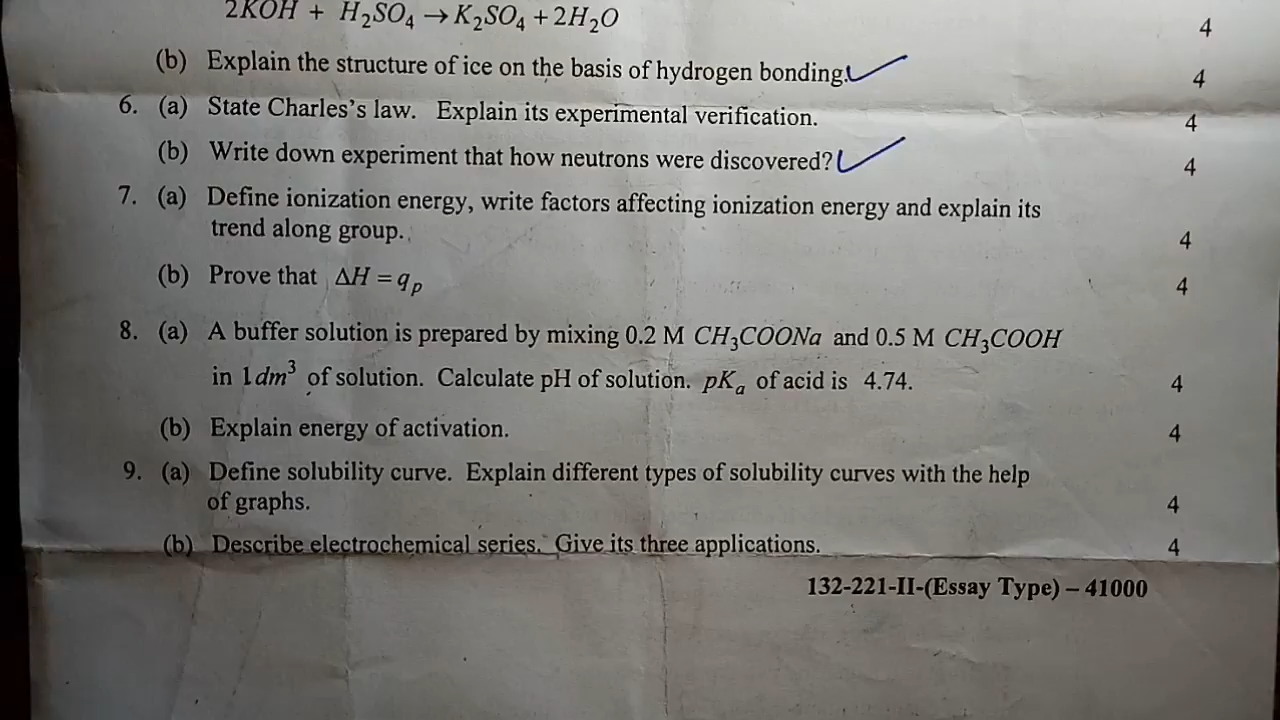 2KOH + H₂SO₄ → K₂SO₄ + 2H₂O 4
(b) Explain the structure of ice on the basis of hydrogen bonding. 4
6. (a) State Charles's law. Explain its experimental verification. 4
(b) Write down experiment that how neutrons were discovered? 4
7. (a) Define ionization energy, write factors affecting ionization energy and explain its
trend along group. 4
(b) Prove that ΔH = qₚ 4
8. (a) A buffer solution is prepared by mixing 0.2 M CH₃COONa and 0.5 M CH₃COOH
in 1dm³ of solution. Calculate pH of solution. pKₐ of acid is 4.74. 4
(b) Explain energy of activation. 4
9. (a) Define solubility curve. Explain different types of solubility curves with the help
of graphs. 4
(b) Describe electrochemical series. Give its three applications. 4
132-221-II-(Essay Type) – 41000